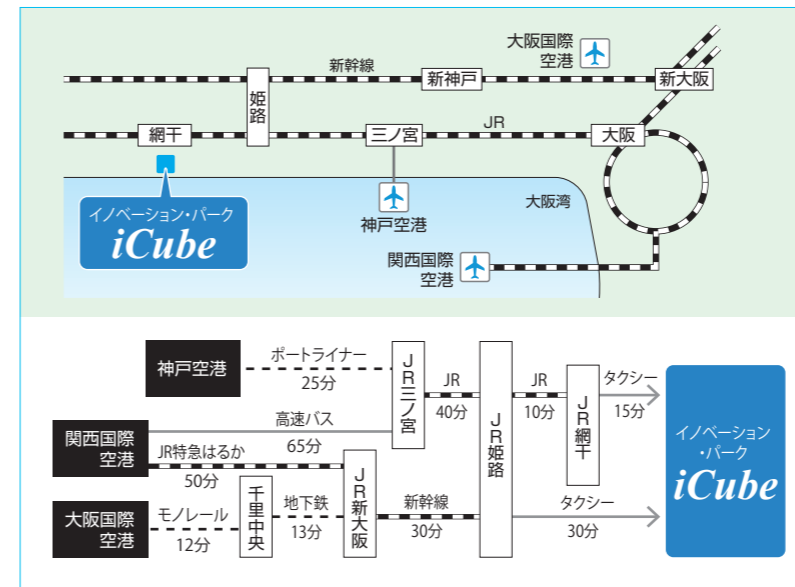 大阪国際
空港
新幹線
新神戸
新大阪
姫路
JR
網干
三ノ宮
大阪
イノベーション・パーク
iCube
神戸空港
大阪湾
関西国際
空港
神戸空港
ポートライナー
25分
JR三ノ宮
JR
40分
JR姫路
JR
10分
JR網干
タクシー
15分
関西国際
空港
高速バス
65分
JR特急はるか
50分
JR新大阪
大阪国際
空港
モノレール
12分
千里中央
地下鉄
13分
新幹線
30分
タクシー
30分
イノベーション
・パーク
iCube